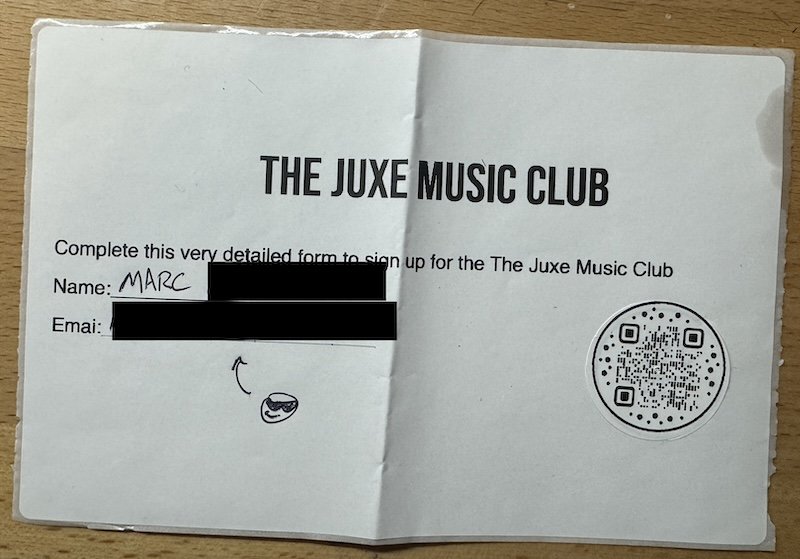 THE JUXE MUSIC CLUB
Complete this very detailed form to sign up for the The Juxe Music Club
Name: MARC
Emai: